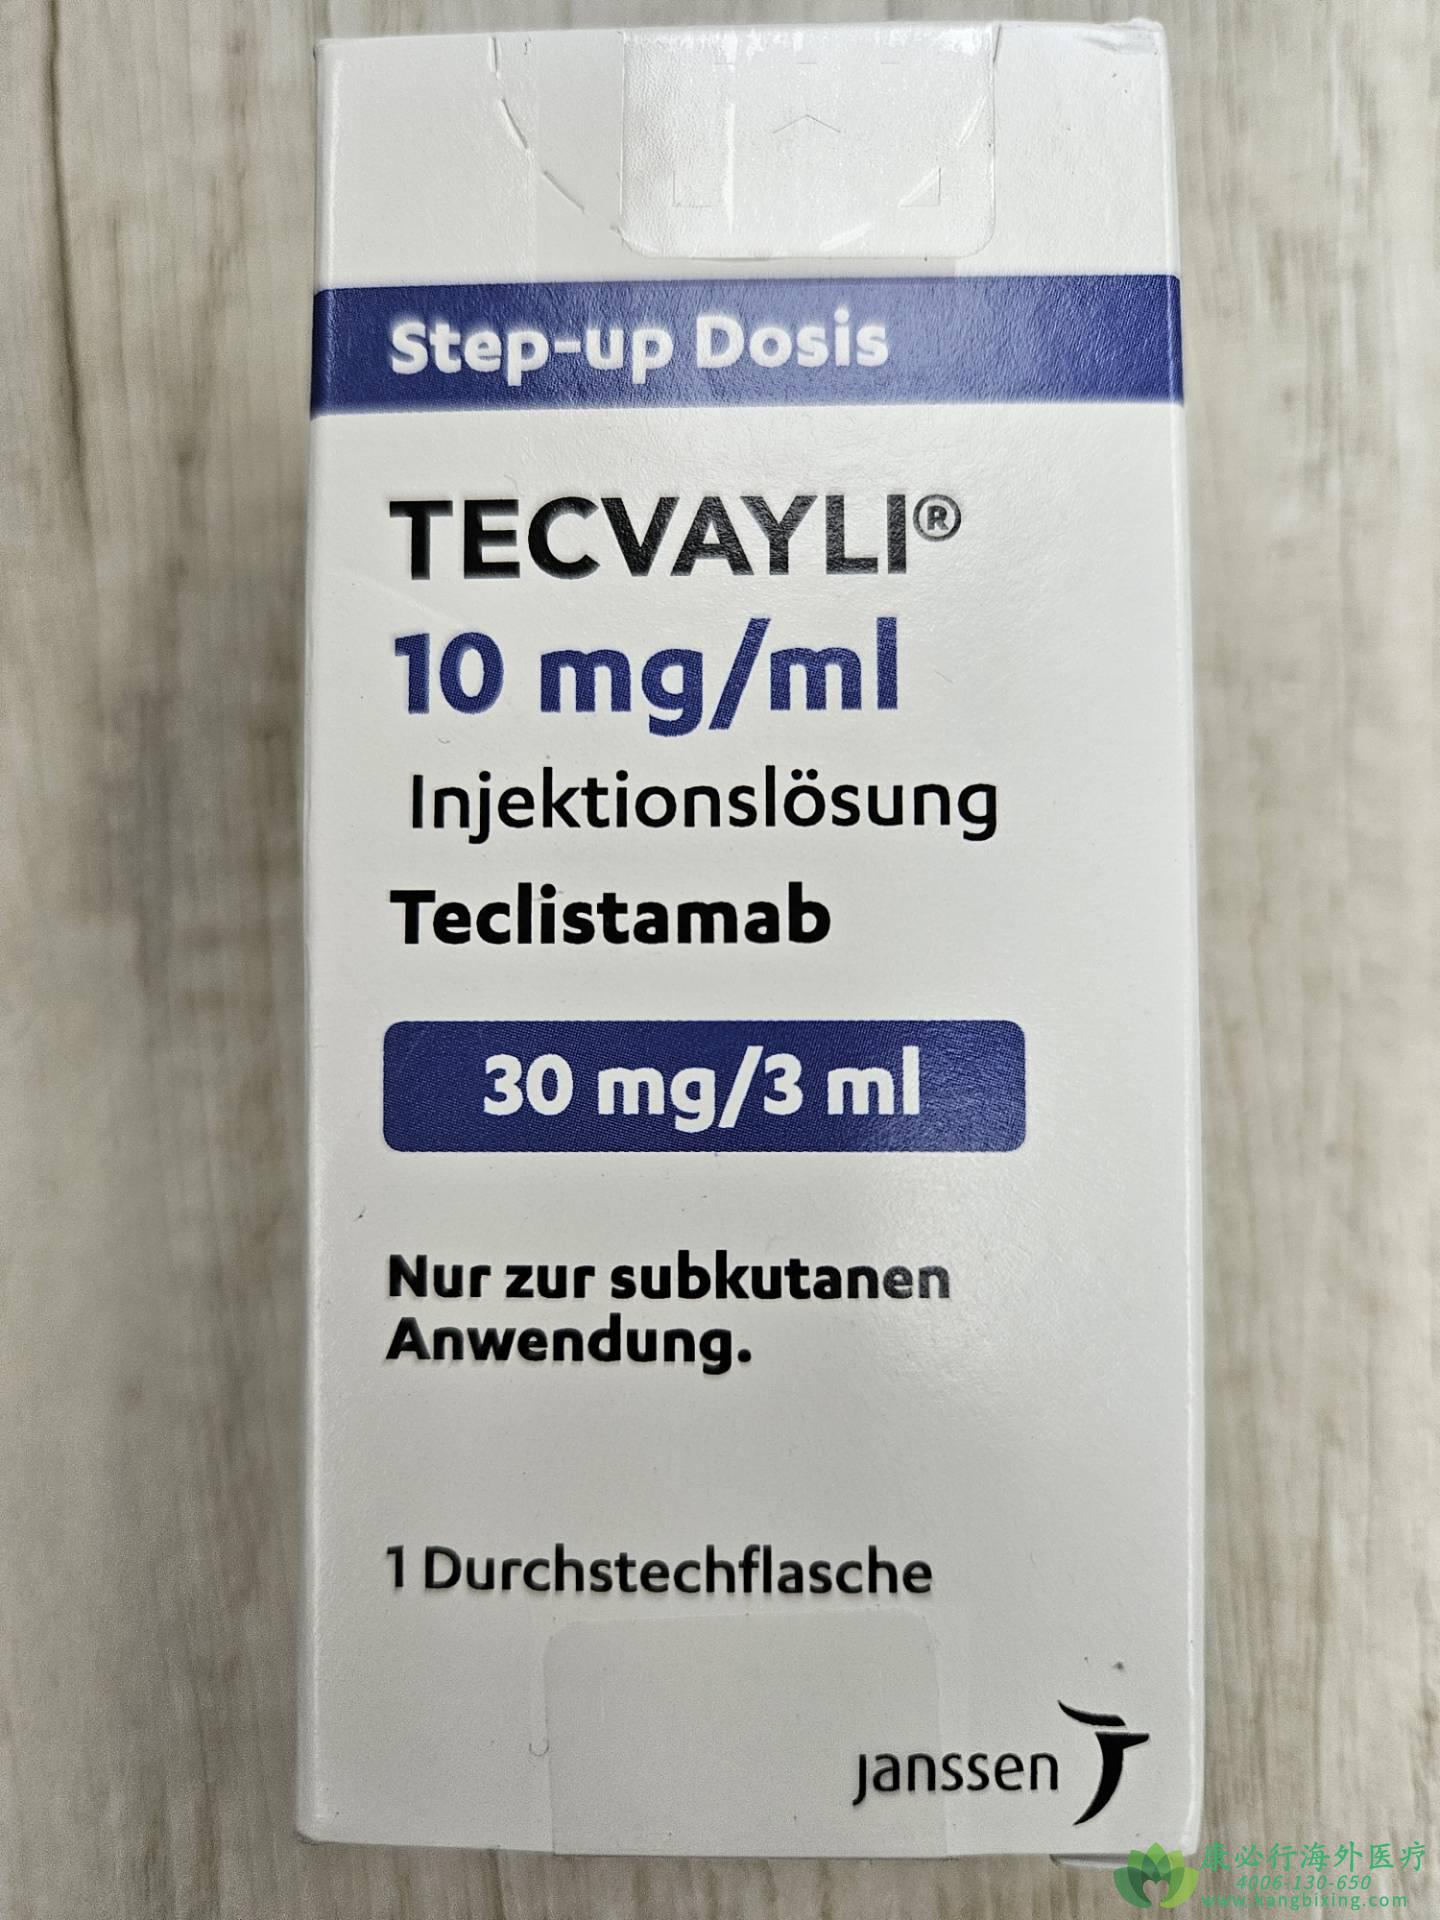 Step-up Dosis
TECVAYLI®
10 mg/ml
Injektionslösung
Teclistamab
30 mg/3 ml
Nur zur subkutanen
Anwendung.
1 Durchstechflasche
janssen
康必行海外医疗
4006-130-650
www.kangbixing.com